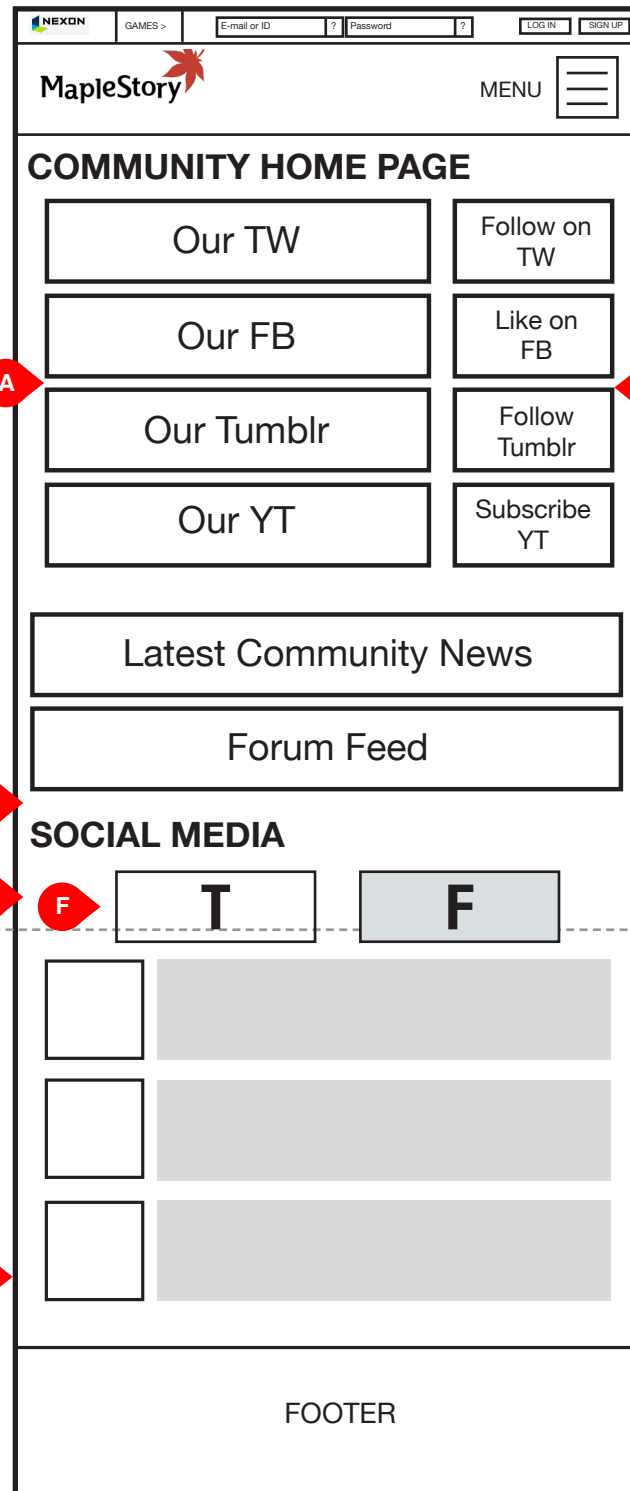 NEXON GAMES > E-mail or ID ? Password ? LOG IN SIGN UP
MapleStory MENU
COMMUNITY HOME PAGE
Our TW
Follow on
TW
Our FB
Like on
FB
A
Our Tumblr
Follow
Tumblr
Our YT
Subscribe
YT
Latest Community News
Forum Feed
SOCIAL MEDIA
F T F
FOOTER